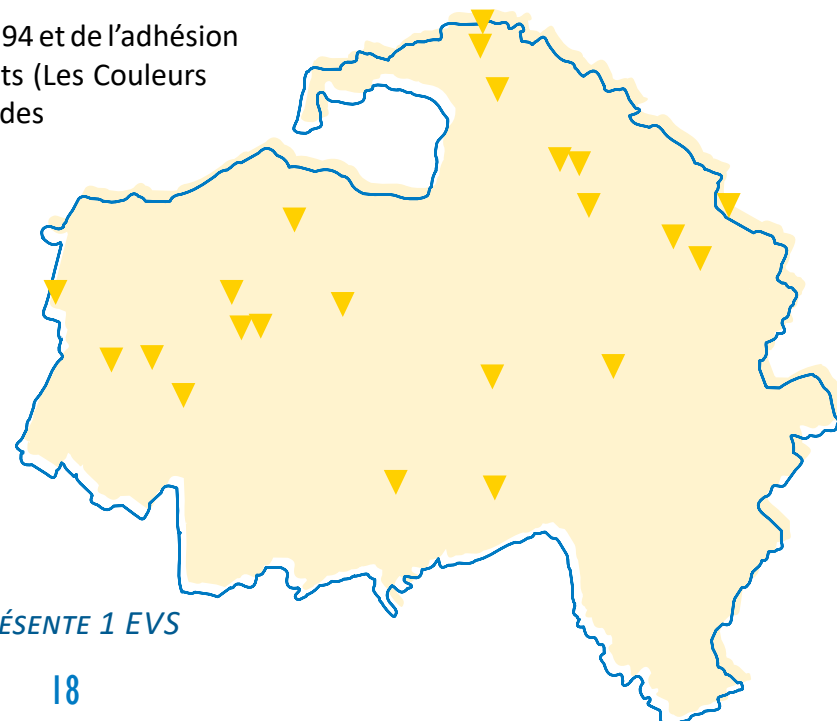 94 et de l’adhésion
ts (Les Couleurs
des
ÉSENTE 1 EVS
18